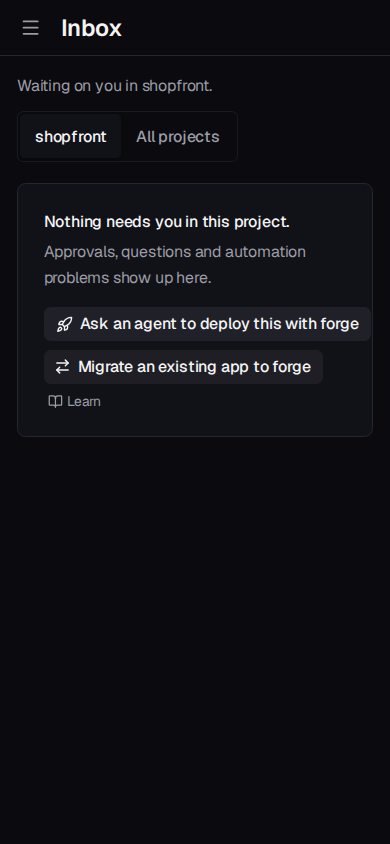 Inbox
Waiting on you in shopfront.
shopfront
All projects
Nothing needs you in this project.
Approvals, questions and automation
problems show up here.
Ask an agent to deploy this with forge
Migrate an existing app to forge
Learn